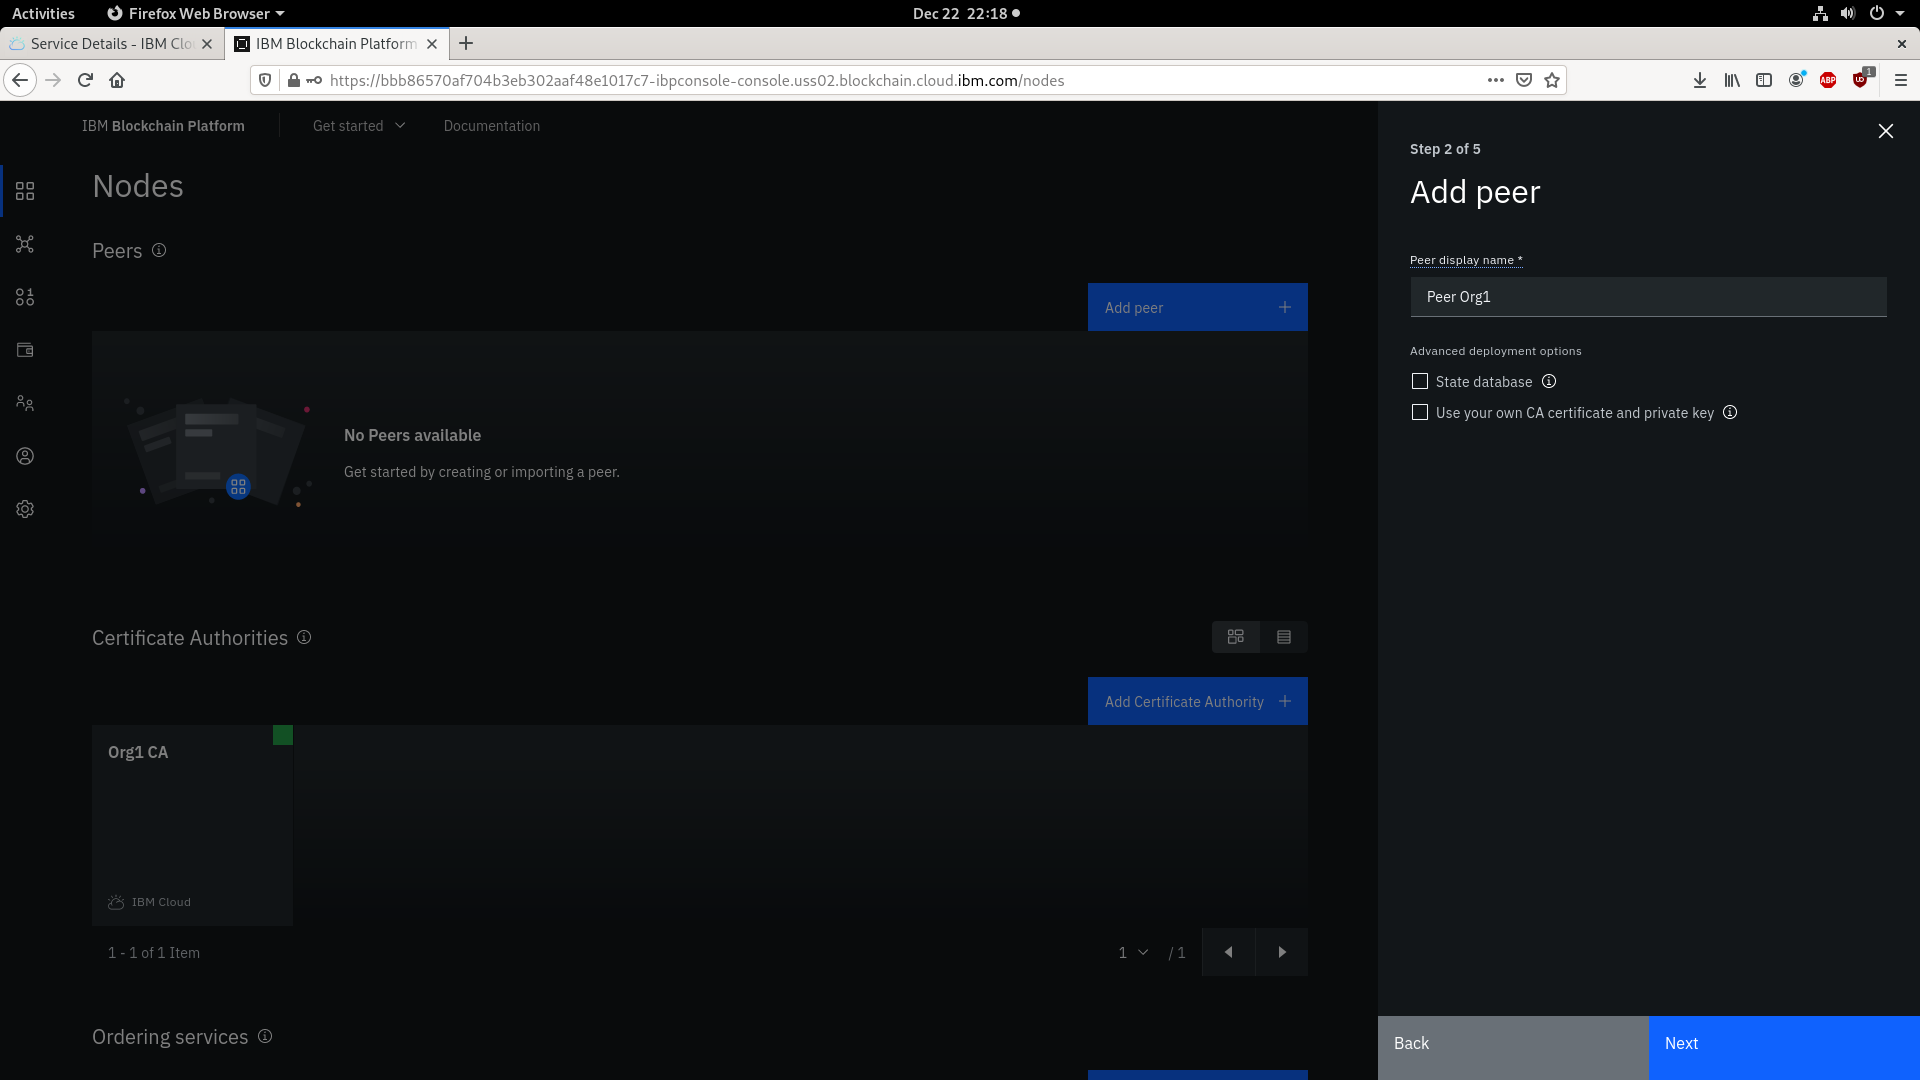 Activities
Firefox Web Browser
Dec 22 22:18
Service Details - IBM Clo
IBM Blockchain Platform
https://bbb86570af704b3eb302aaf48e1017c7-ibpconsole-console.uss02.blockchain.cloud.ibm.com/nodes
ABP
1
IBM Blockchain Platform
Get started
Documentation
Nodes
Peers
Add peer
No Peers available
Get started by creating or importing a peer.
Certificate Authorities
Add Certificate Authority
Org1 CA
IBM Cloud
1 - 1 of 1 Item
1
/ 1
Ordering services
Step 2 of 5
Add peer
Peer display name *
Peer Org1
Advanced deployment options
State database
Use your own CA certificate and private key
Back
Next